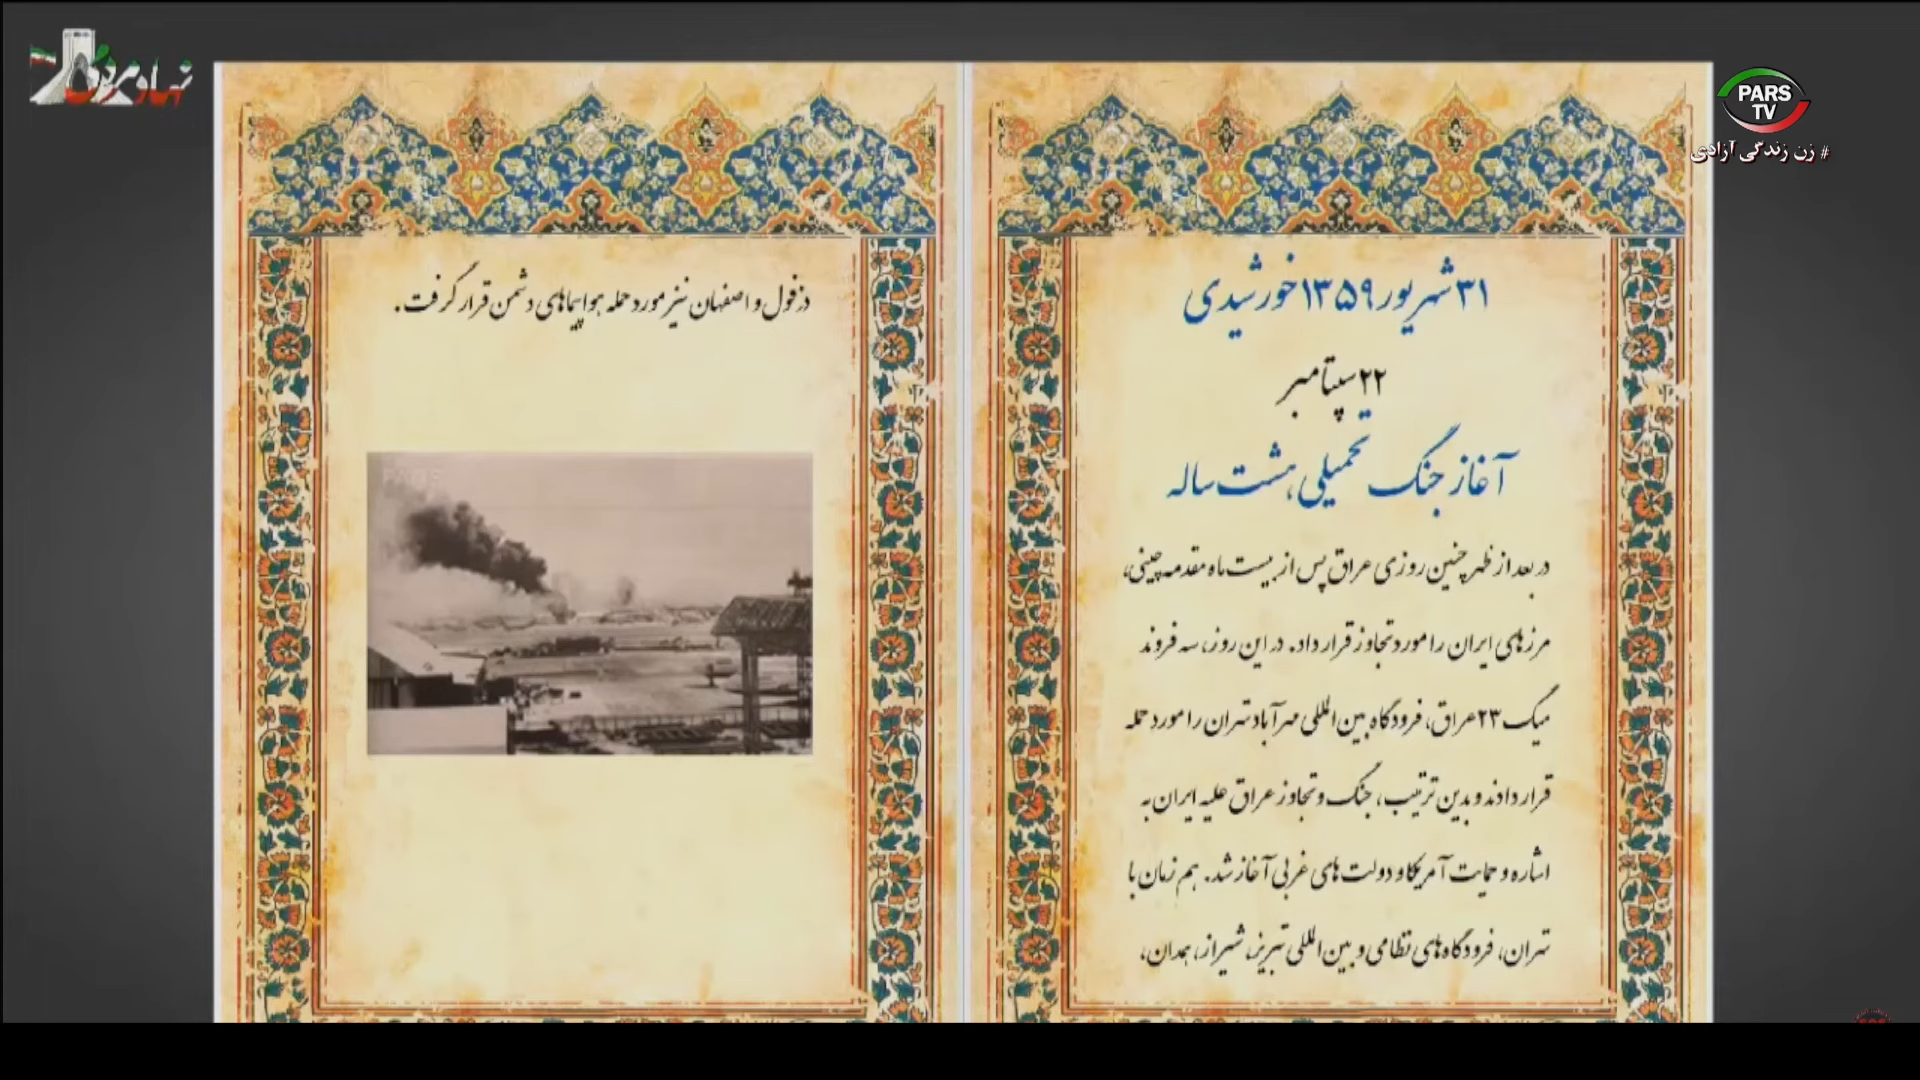 نهاد مردمی
PARS
TV
# زن زندگی آزادی
۳۱ شهریور ۱۳۵۹ خورشیدی
۲۲ سپتامبر
آغاز جنگ تحمیلی هشت ساله
در بعد از ظهر چنین روزی عراق پس از بیست ماه مقدمه چینی،
مرزهای ایران را مورد تجاوز قرار داد. در این روز، سه فروند
میگ ۲۳ عراق، فرودگاه بین المللی مهرآباد تهران را مورد حمله
قرار دادند و بدین ترتیب، جنگ و تجاوز عراق علیه ایران به
اشاره و حمایت آمریکا و دولت های غربی آغاز شد. هم زمان با
تهران، فرودگاه های نظامی و بین المللی تبریز، شیراز، همدان،
دزفول و اصفهان نیز مورد حمله هواپیماهای دشمن قرار گرفت.